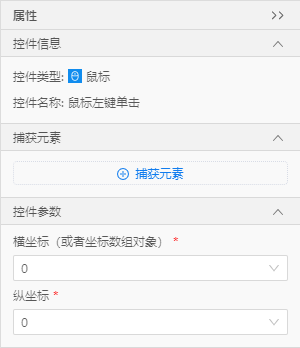 属性
控件信息
控件类型: 鼠标
控件名称: 鼠标左键单击
捕获元素
捕获元素
控件参数
横坐标（或者坐标数组对象） *
0
纵坐标 *
0